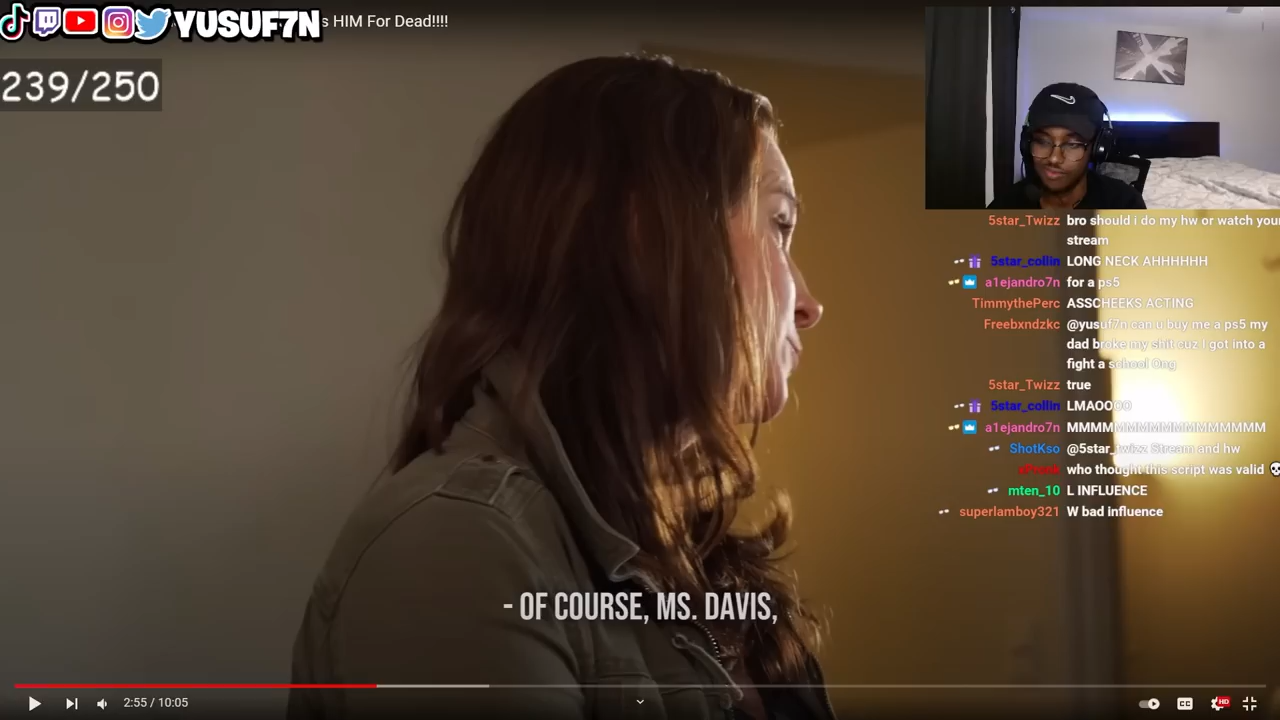 YUSUF7N
s HIM For Dead!!!!
239/250
5star_Twizz bro should i do my hw or watch your
stream
5star_collin LONG NECK AHHHHHH
a1ejandro7n for a ps5
TimmythePerc ASSCHEEKS ACTING
Freebxndzkc @yusuf7n can u buy me a ps5 my
dad broke my shit cuz I got into a
fight a school Ong
5star_Twizz true
5star_collin LMAOOOO
a1ejandro7n MMMMMMMMMMMMMMMMMM
ShotKso @5star_twizz Stream and hw
who thought this script was valid 💀
mten_10 L INFLUENCE
superlamboy321 W bad influence
- OF COURSE, MS. DAVIS,
2:55 / 10:05
CC
HD